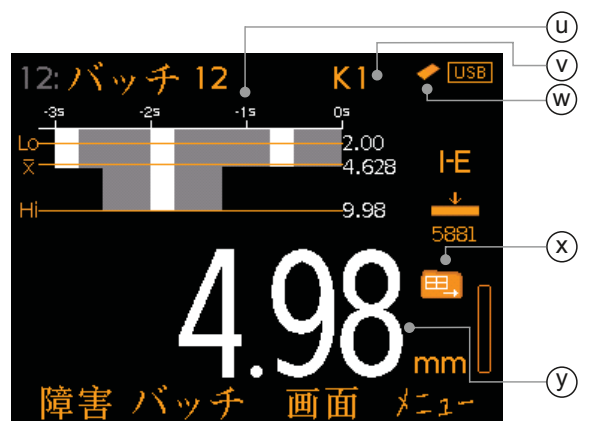 u
v
w
12: バッチ 12 K1 USB
-3s -2s -1s 0s
Lo 2.00
x̅ 4.628
I-E
Hi 9.98
5881
x
4.98
mm
y
障害 バッチ 画面 メニュー